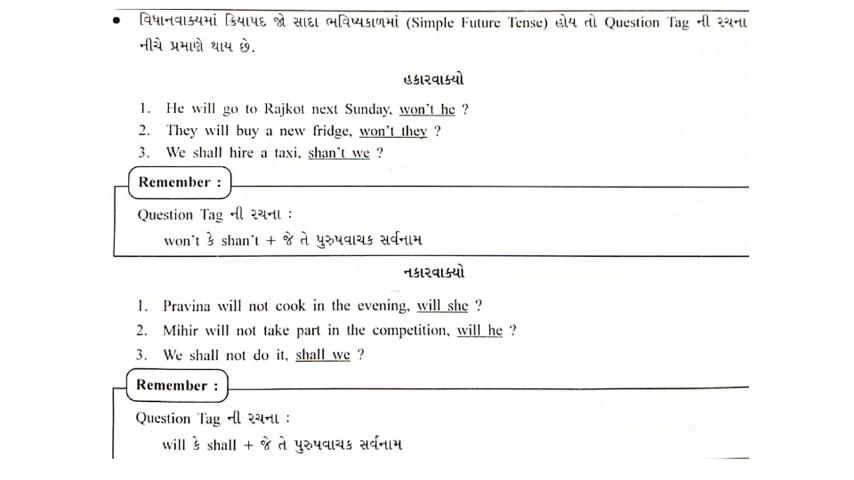 • વિધાનવાક્યમાં ક્રિયાપદ જો સાદા ભવિષ્યકાળમાં (Simple Future Tense) હોય તો Question Tag ની રચના
નીચે પ્રમાણે થાય છે.
હકારવાક્યો
1. He will go to Rajkot next Sunday, won't he ?
2. They will buy a new fridge, won't they ?
3. We shall hire a taxi, shan't we ?
Remember :
Question Tag ની રચના :
won't કે shan't + જે તે પુરુષવાચક સર્વનામ
નકારવાક્યો
1. Pravina will not cook in the evening, will she ?
2. Mihir will not take part in the competition, will he ?
3. We shall not do it, shall we ?
Remember :
Question Tag ની રચના :
will કે shall + જે તે પુરુષવાચક સર્વનામ